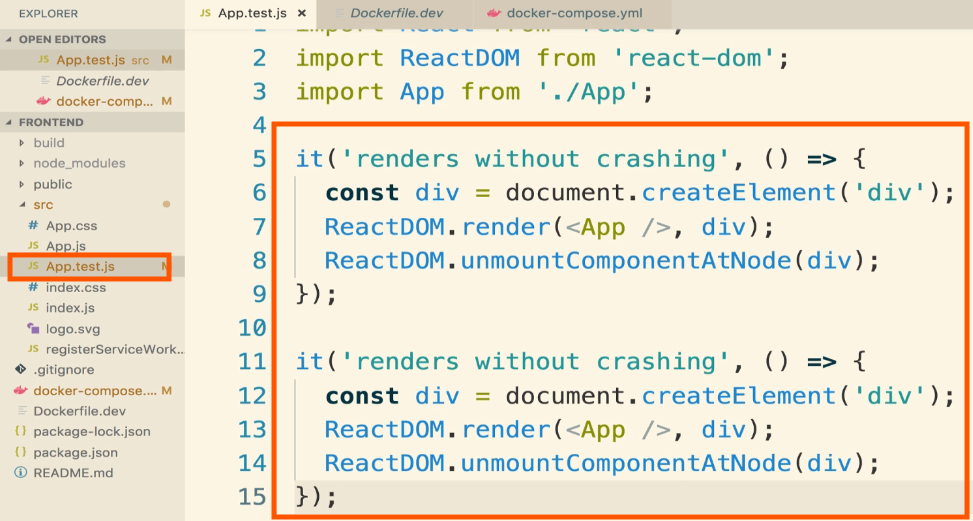 EXPLORER
OPEN EDITORS
JS App.test.js src M
Dockerfile.dev
docker-comp... M
FRONTEND
build
node_modules
public
src
# App.css
JS App.js
JS App.test.js M
# index.css
JS index.js
logo.svg
JS registerServiceWork...
.gitignore
docker-compose.... M
Dockerfile.dev
{} package-lock.json
{} package.json
README.md
JS App.test.js ×
Dockerfile.dev
docker-compose.yml
1 import React from 'react';
2 import ReactDOM from 'react-dom';
3 import App from './App';
4
5 it('renders without crashing', () => {
6 const div = document.createElement('div');
7 ReactDOM.render(<App />, div);
8 ReactDOM.unmountComponentAtNode(div);
9 });
10
11 it('renders without crashing', () => {
12 const div = document.createElement('div');
13 ReactDOM.render(<App />, div);
14 ReactDOM.unmountComponentAtNode(div);
15 });